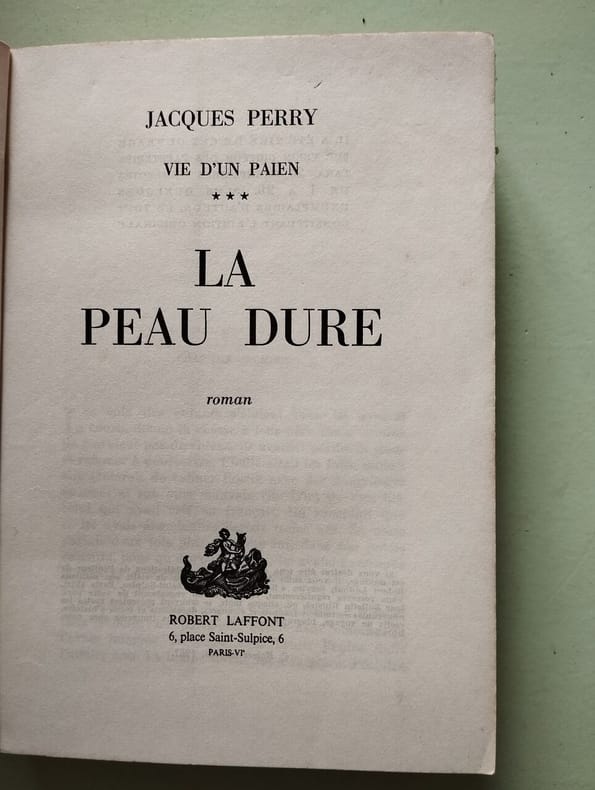 JACQUES PERRY
VIE D'UN PAIEN
★★★
LA
PEAU DURE
roman
ROBERT LAFFONT
6, place Saint-Sulpice, 6
PARIS-VIᵉ